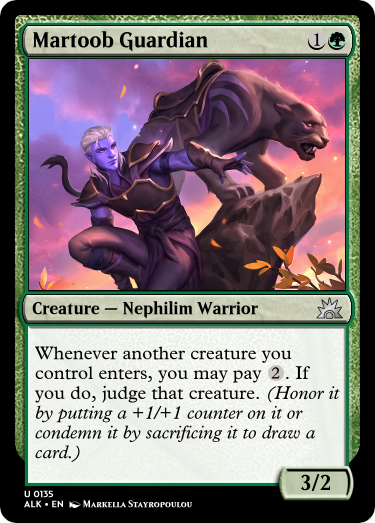 Martoob Guardian 1
Creature — Nephilim Warrior
Whenever another creature you
control enters, you may pay 2. If
you do, judge that creature. (Honor it
by putting a +1/+1 counter on it or
condemn it by sacrificing it to draw a
card.)
3/2
U 0135
ALK • EN Markella Stayropoulou